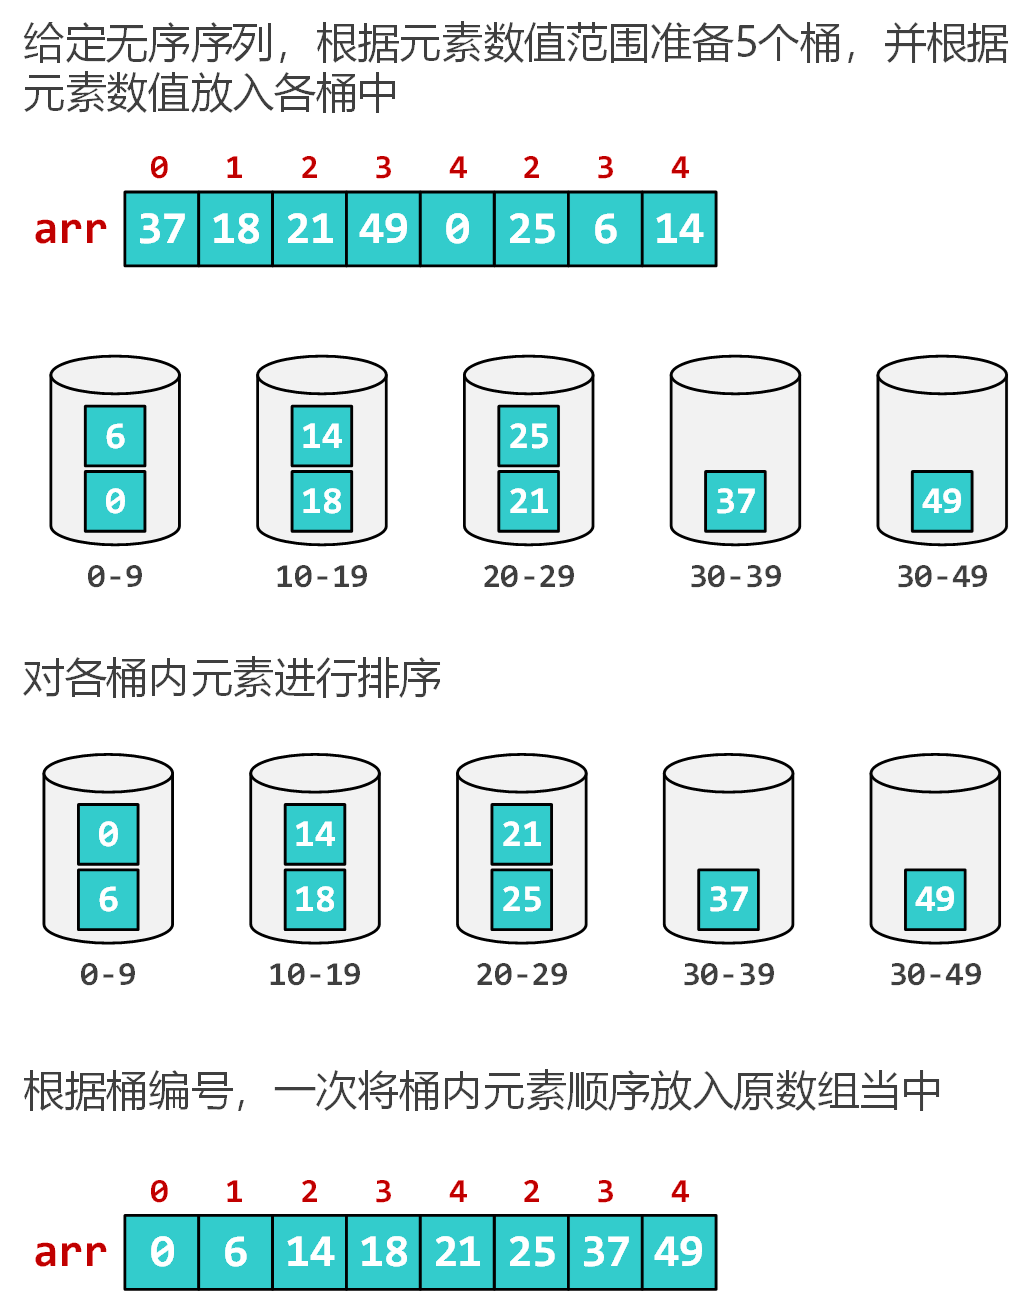 给定无序序列，根据元素数值范围准备5个桶，并根据
元素数值放入各桶中
0 1 2 3 4 2 3 4
arr 37 18 21 49 0 25 6 14
6 14 25
0 18 21 37 49
0-9 10-19 20-29 30-39 30-49
对各桶内元素进行排序
0 14 21
6 18 25 37 49
0-9 10-19 20-29 30-39 30-49
根据桶编号，一次将桶内元素顺序放入原数组当中
0 1 2 3 4 2 3 4
arr 0 6 14 18 21 25 37 49